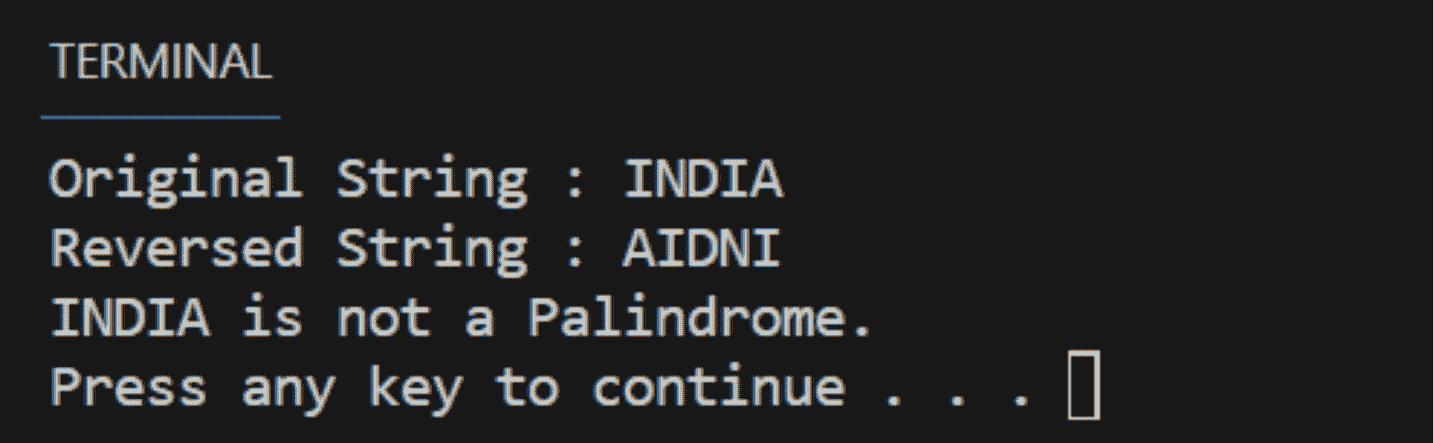 TERMINAL
Original String : INDIA
Reversed String : AIDNI
INDIA is not a Palindrome.
Press any key to continue . . .